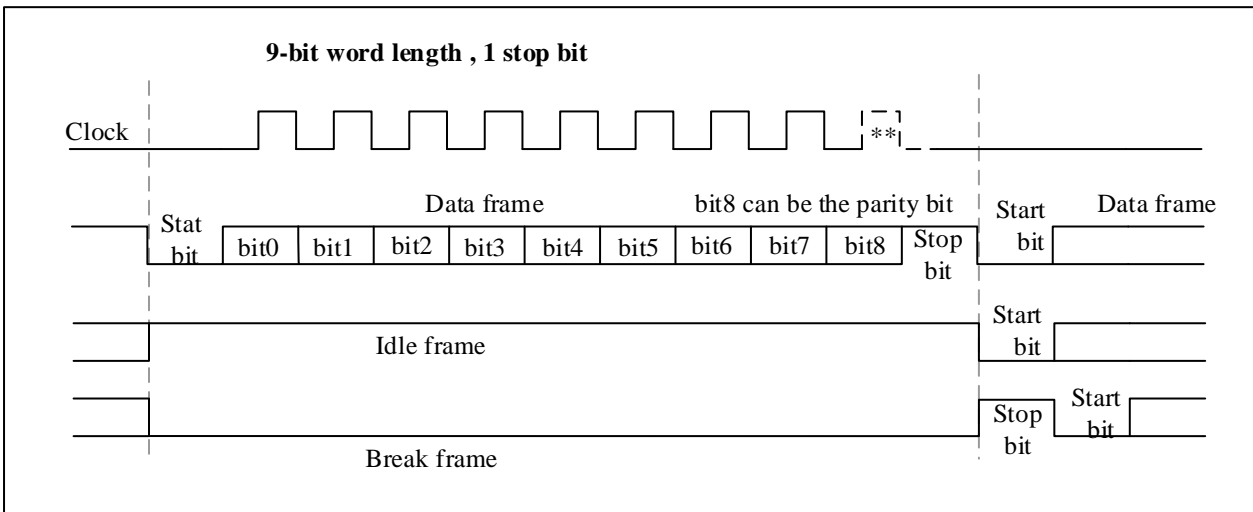 9-bit word length , 1 stop bit
Clock
**
Data frame
bit8 can be the parity bit
Data frame
Stat
bit
bit0
bit1
bit2
bit3
bit4
bit5
bit6
bit7
bit8
Stop
bit
Start
bit
Idle frame
Start
bit
Break frame
Stop
bit
Start
bit